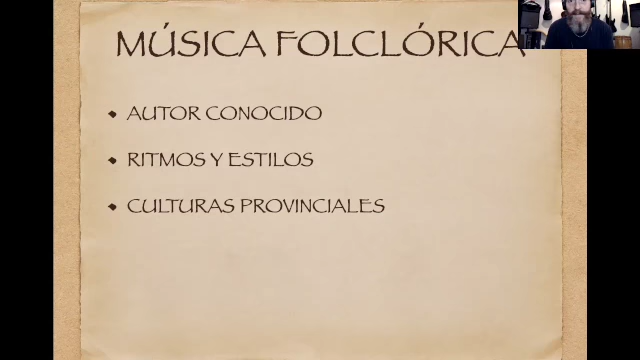 MÚSICA FOLCLÓRICA
AUTOR CONOCIDO
RITMOS Y ESTILOS
CULTURAS PROVINCIALES